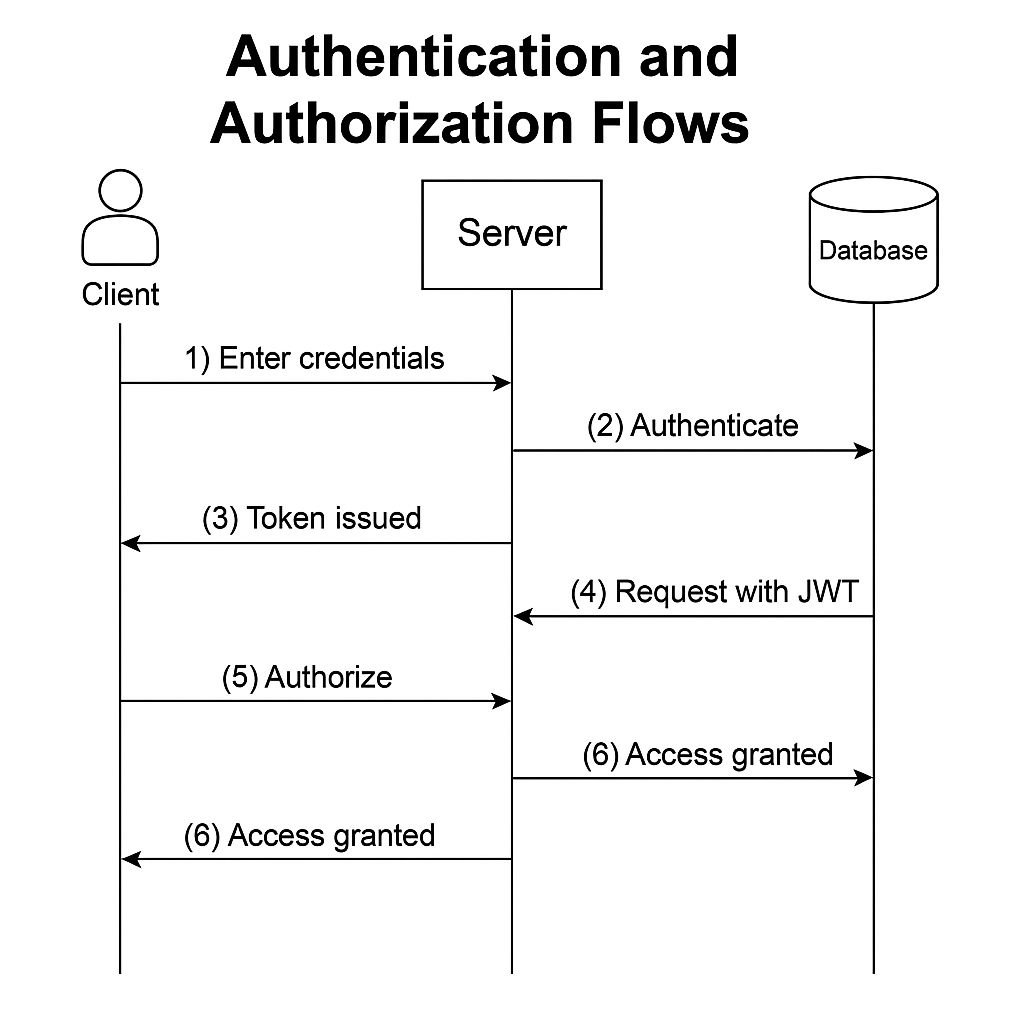 Authentication and
Authorization Flows
Client
Server
Database
1) Enter credentials
(2) Authenticate
(3) Token issued
(4) Request with JWT
(5) Authorize
(6) Access granted
(6) Access granted